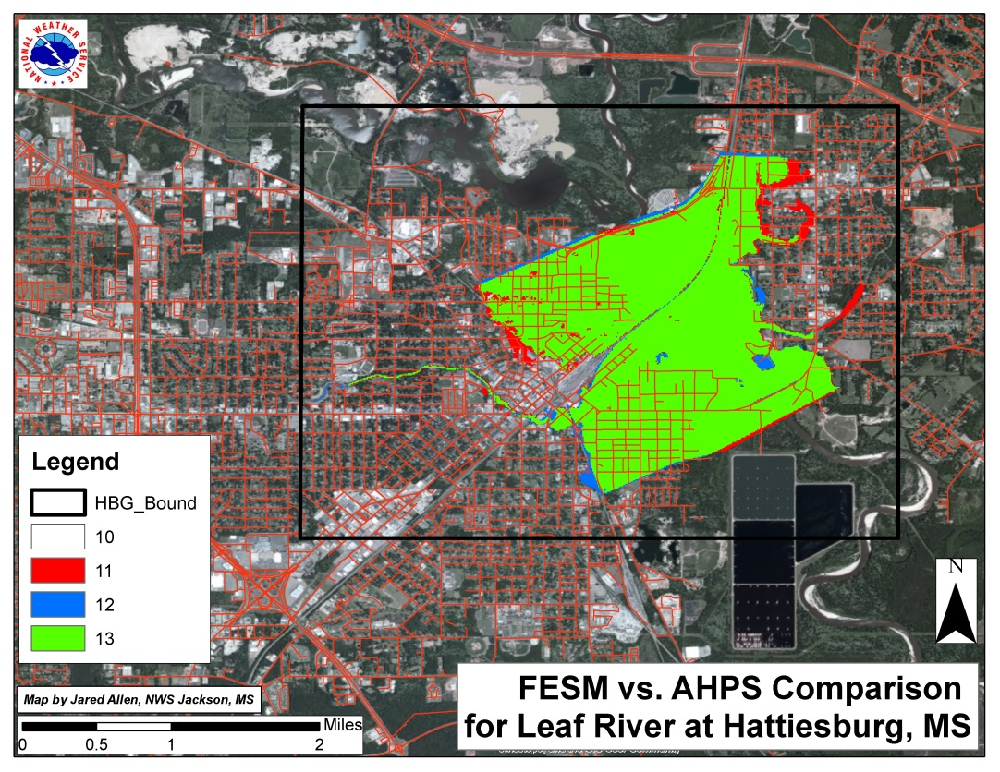 NATIONAL WEATHER SERVICE
Legend
HBG_Bound
10
11
12
13
N
Map by Jared Allen, NWS Jackson, MS
Miles
0 0.5 1 2
FESM vs. AHPS Comparison
for Leaf River at Hattiesburg, MS